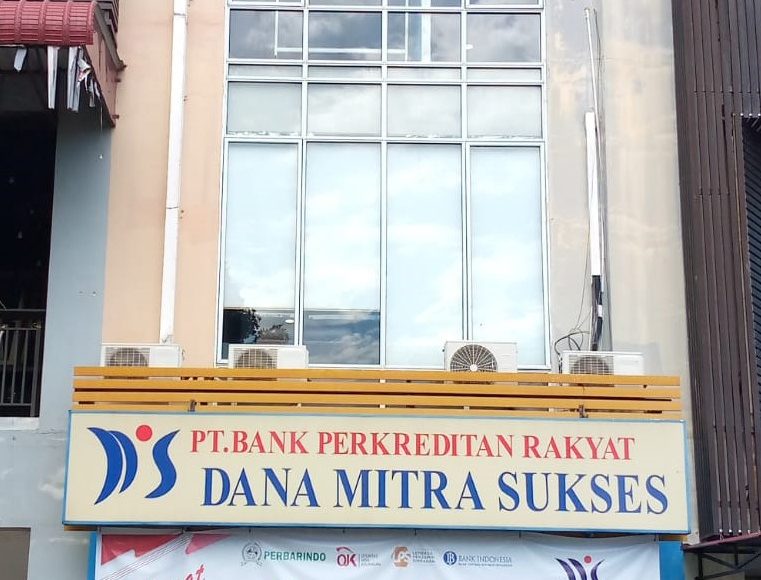 PT.BANK PERKREDITAN RAKYAT
DANA MITRA SUKSES
PERBARINDO
OJK
BANK INDONESIA